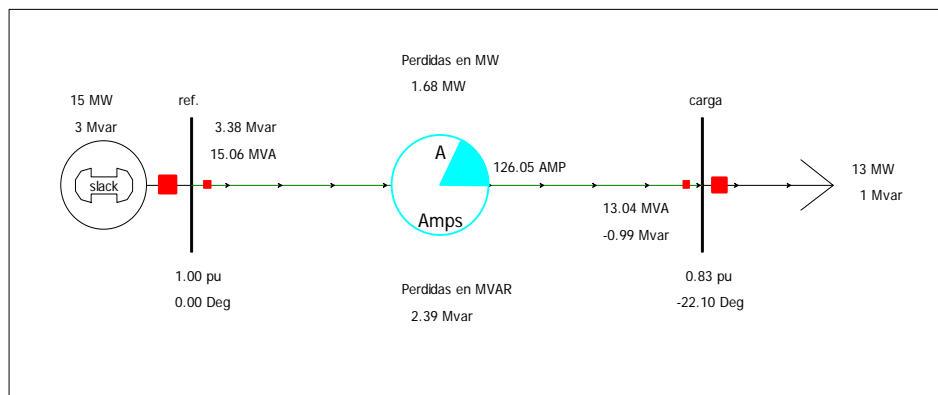 Perdidas en MW
1.68 MW
15 MW
3 Mvar
slack
ref.
3.38 Mvar
15.06 MVA
A
Amps
126.05 AMP
carga
13.04 MVA
-0.99 Mvar
13 MW
1 Mvar
1.00 pu
0.00 Deg
Perdidas en MVAR
2.39 Mvar
0.83 pu
-22.10 Deg